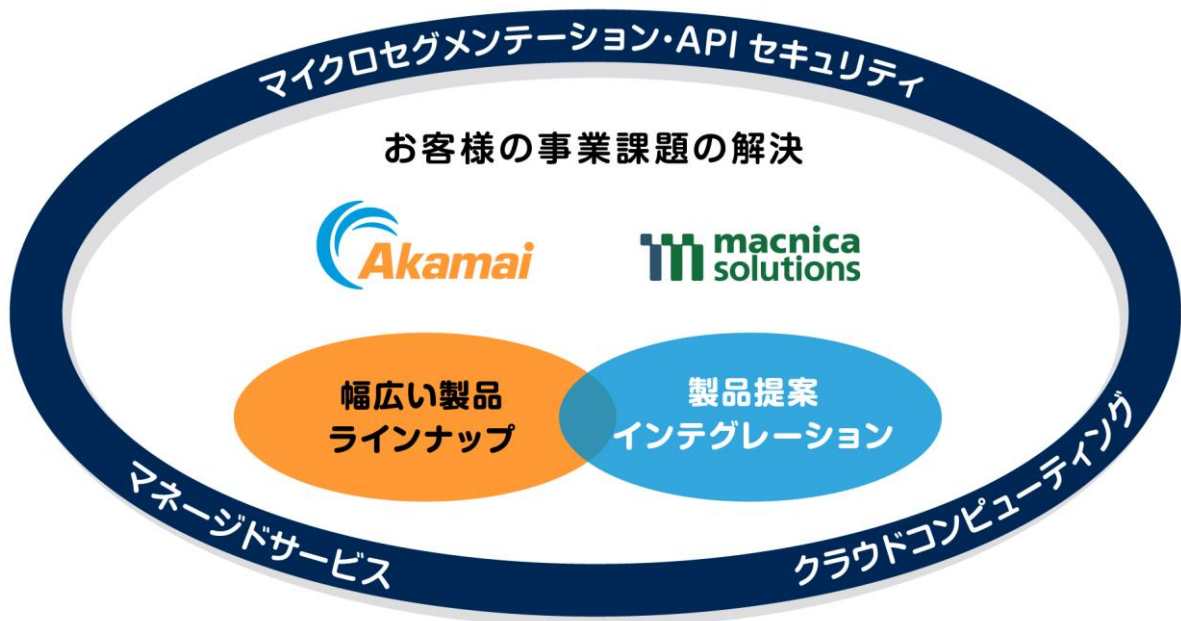 マイクロセグメンテーション・API セキュリティ
お客様の事業課題の解決
Akamai
macnica
solutions
幅広い製品
ラインナップ
製品提案
インテグレーション
マネージドサービス
クラウドコンピューティング